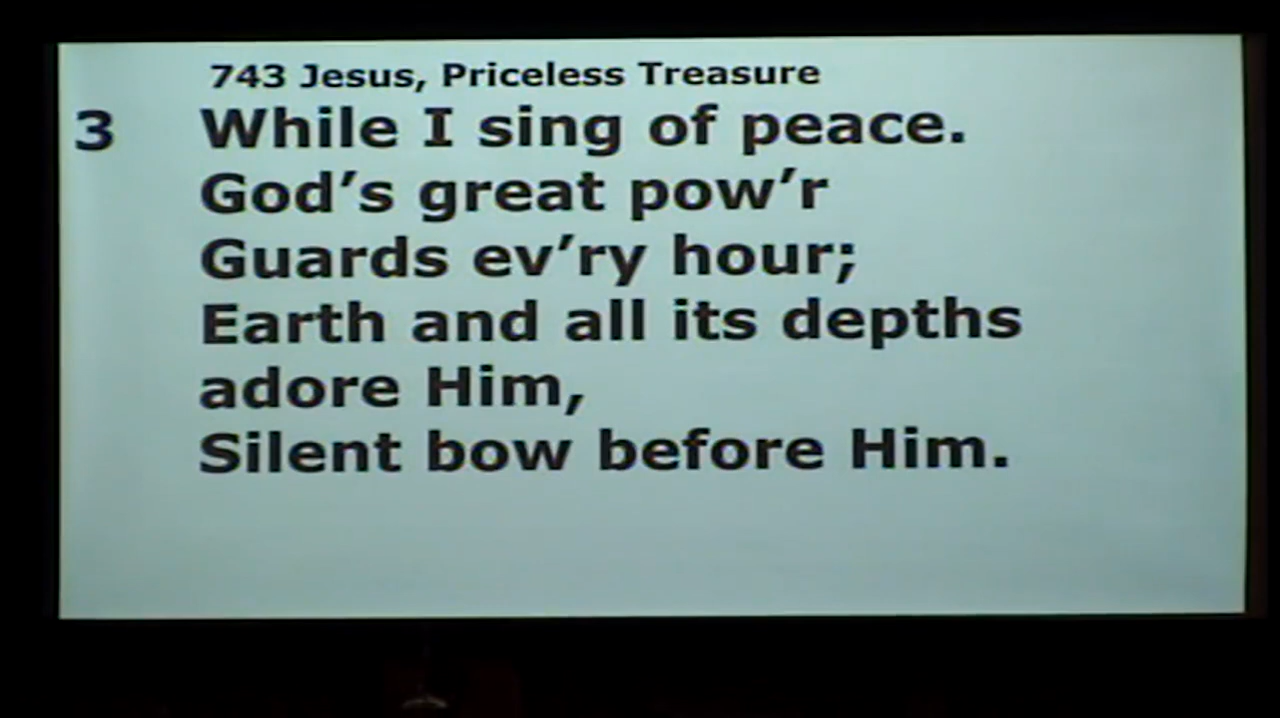 743 Jesus, Priceless Treasure
3 While I sing of peace.
God’s great pow’r
Guards ev’ry hour;
Earth and all its depths
adore Him,
Silent bow before Him.